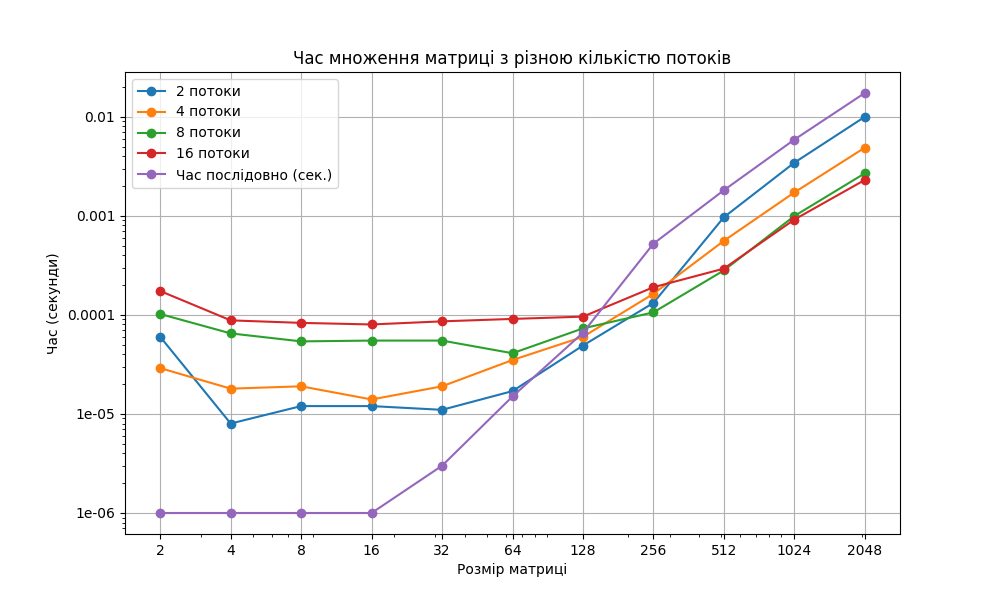 Час множення матриці з різною кількістю потоків
2 потоки
4 потоки
8 потоки
16 потоки
Час послідовно (сек.)
0.01
0.001
0.0001
1e-05
1e-06
Час (секунди)
2 4 8 16 32 64 128 256 512 1024 2048
Розмір матриці